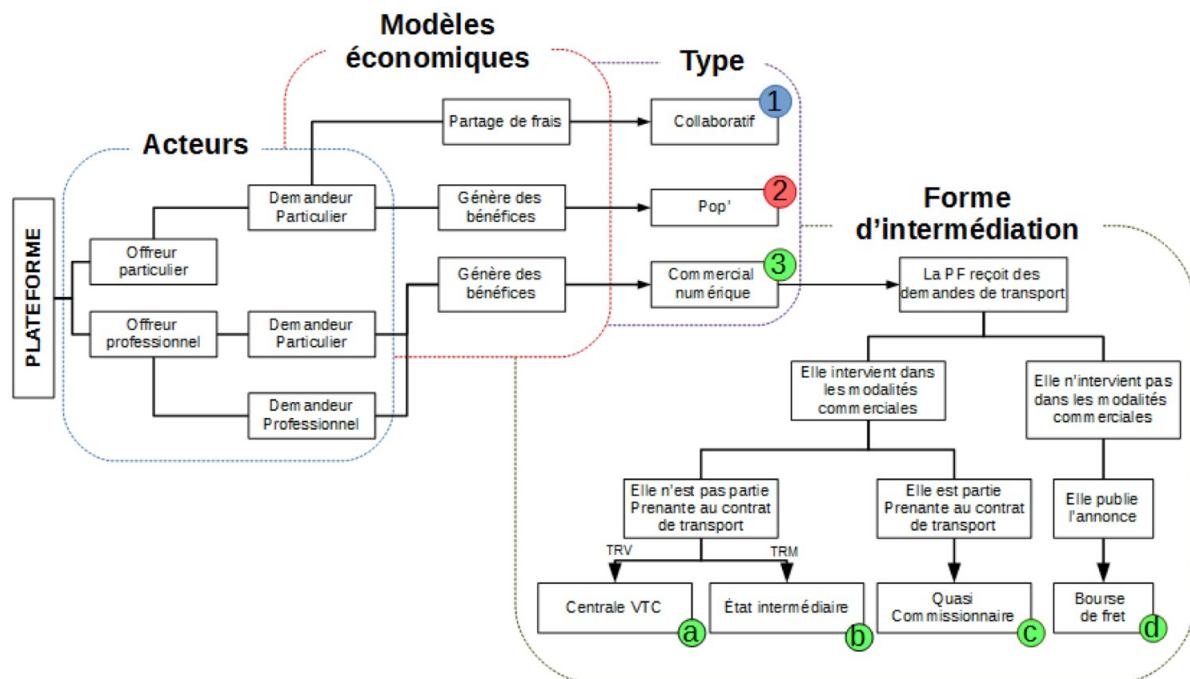 Modèles
économiques
Type
Acteurs
Forme
d'intermédiation
PLATEFORME
Offreur
particulier
Offreur
professionnel
Demandeur
Particulier
Demandeur
Particulier
Demandeur
Professionnel
Partage de frais
Génère des
bénéfices
Génère des
bénéfices
1
Collaboratif
2
Pop'
3
Commercial
numérique
La PF reçoit des
demandes de transport
Elle intervient dans
les modalités
commerciales
Elle n'intervient pas
dans les modalités
commerciales
Elle n'est pas partie
Prenante au contrat
de transport
Elle est partie
Prenante au contrat
de transport
Elle publie
l'annonce
TRV
TRM
Centrale VTC
a
État intermédiaire
b
Quasi
Commissionnaire
c
Bourse
de fret
d